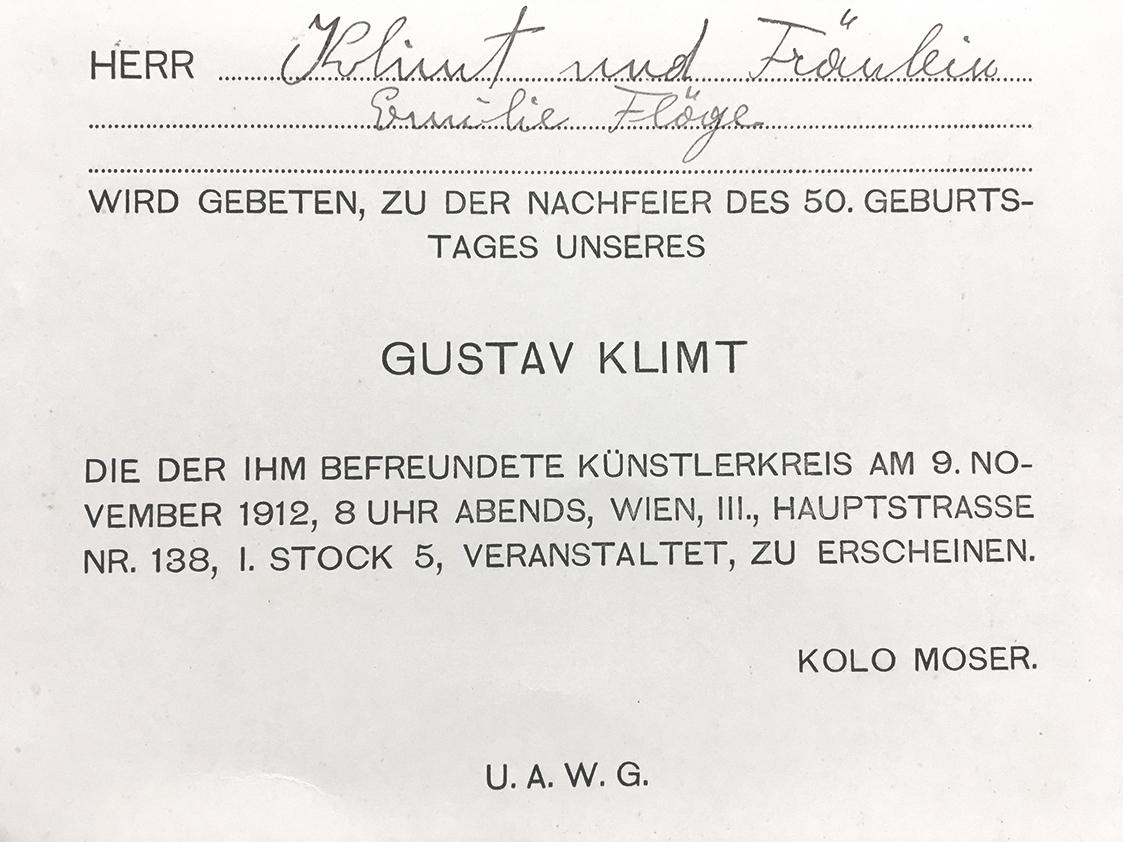 HERR Klimt und Fräulein
Emilie Flöge.
WIRD GEBETEN, ZU DER NACHFEIER DES 50. GEBURTS-
TAGES UNSERES
GUSTAV KLIMT
DIE DER IHM BEFREUNDETE KÜNSTLERKREIS AM 9. NO-
VEMBER 1912, 8 UHR ABENDS, WIEN, III., HAUPTSTRASSE
NR. 138, I. STOCK 5, VERANSTALTET, ZU ERSCHEINEN.
KOLO MOSER.
U. A. W. G.